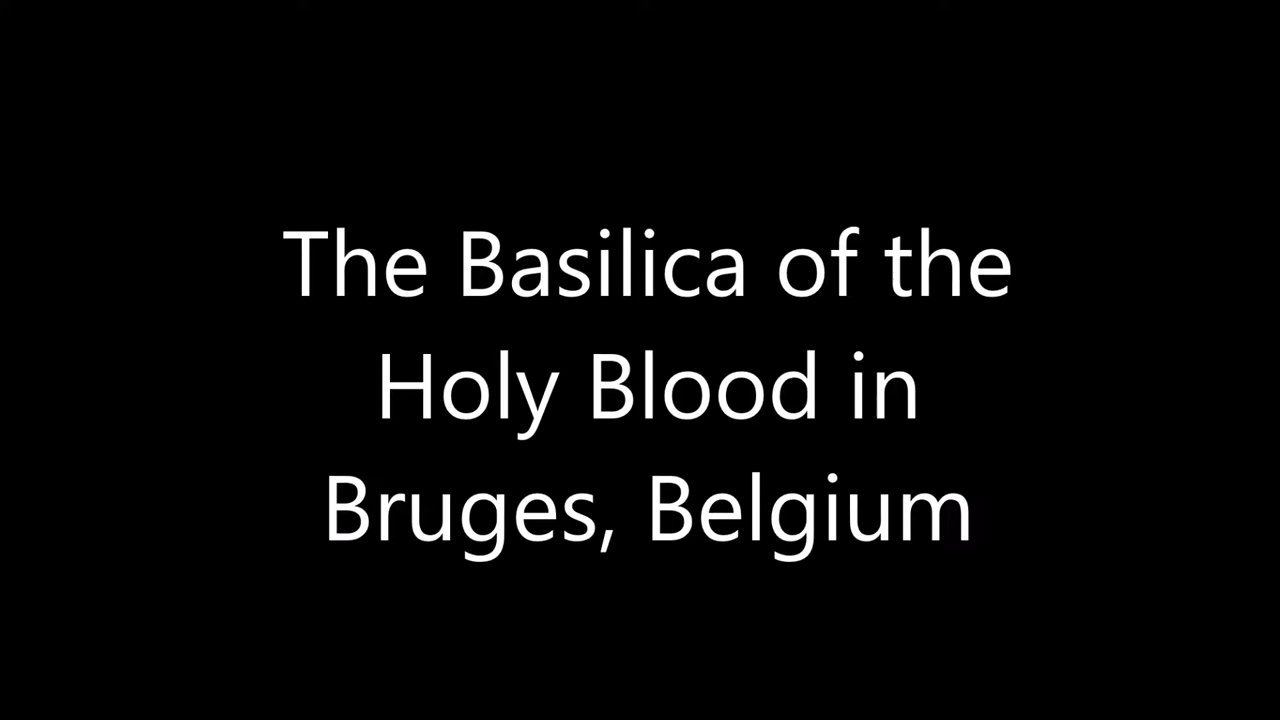 The Basilica of the
Holy Blood in
Bruges, Belgium